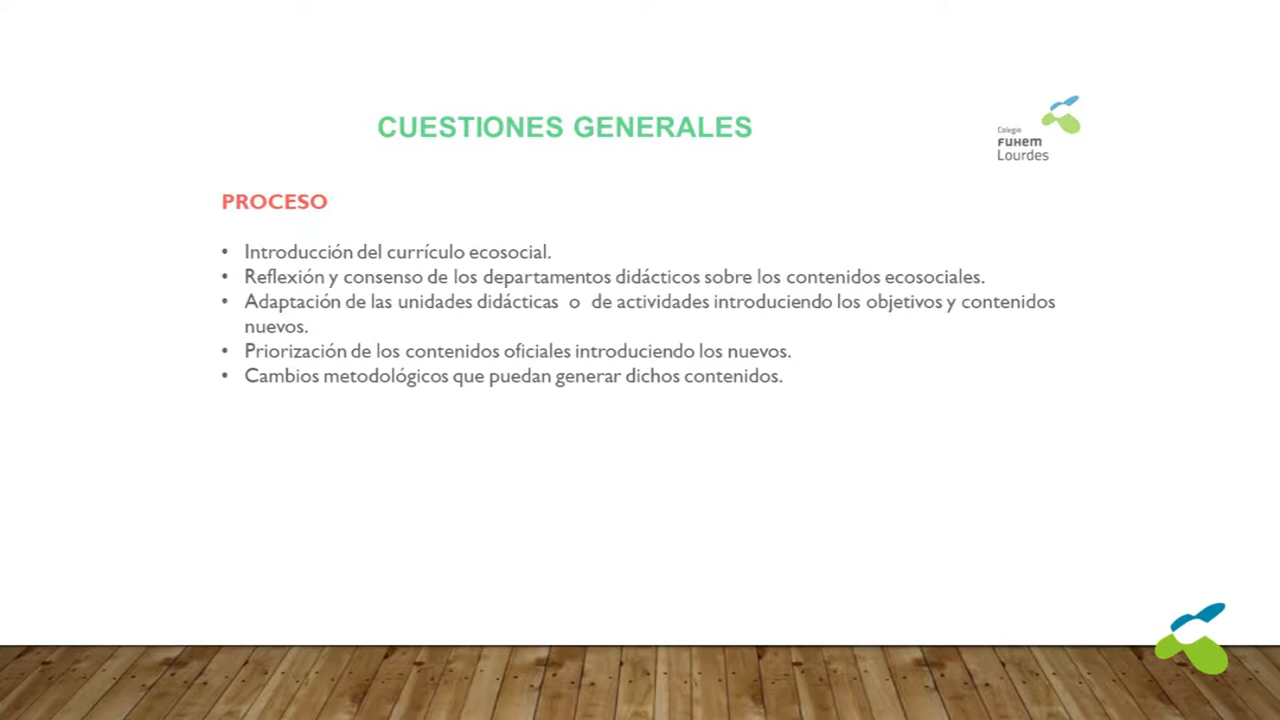 CUESTIONES GENERALES
Colegio
FUHEM
Lourdes
PROCESO
• Introducción del currículo ecosocial.
• Reflexión y consenso de los departamentos didácticos sobre los contenidos ecosociales.
• Adaptación de las unidades didácticas o de actividades introduciendo los objetivos y contenidos
nuevos.
• Priorización de los contenidos oficiales introduciendo los nuevos.
• Cambios metodológicos que puedan generar dichos contenidos.